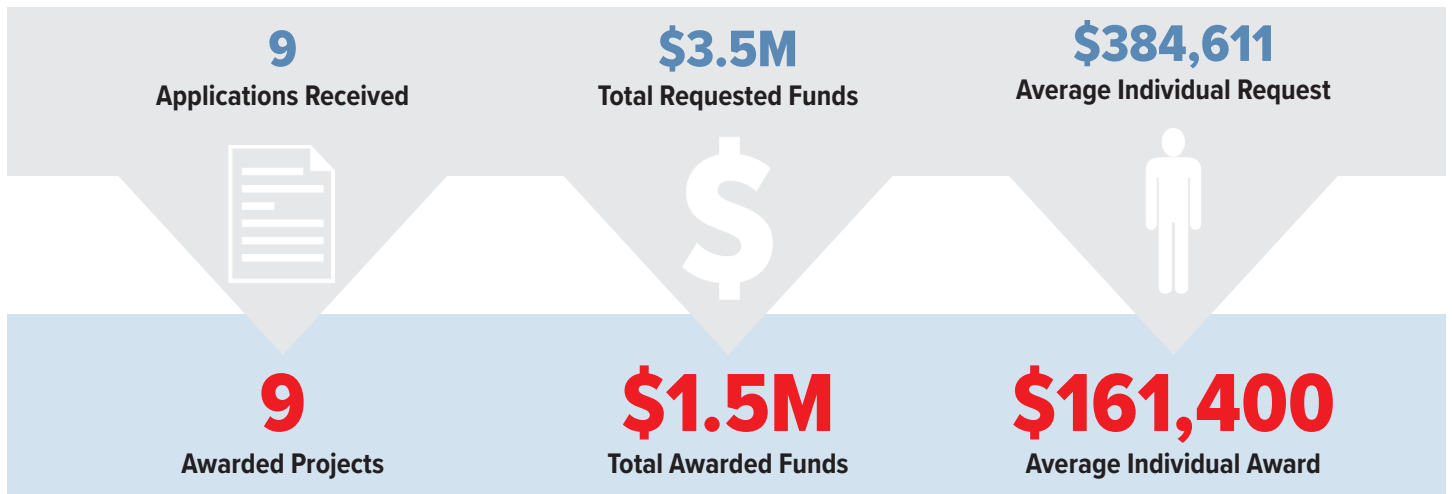 9
Applications Received
$3.5M
Total Requested Funds
$384,611
Average Individual Request
$
9
Awarded Projects
$1.5M
Total Awarded Funds
$161,400
Average Individual Award